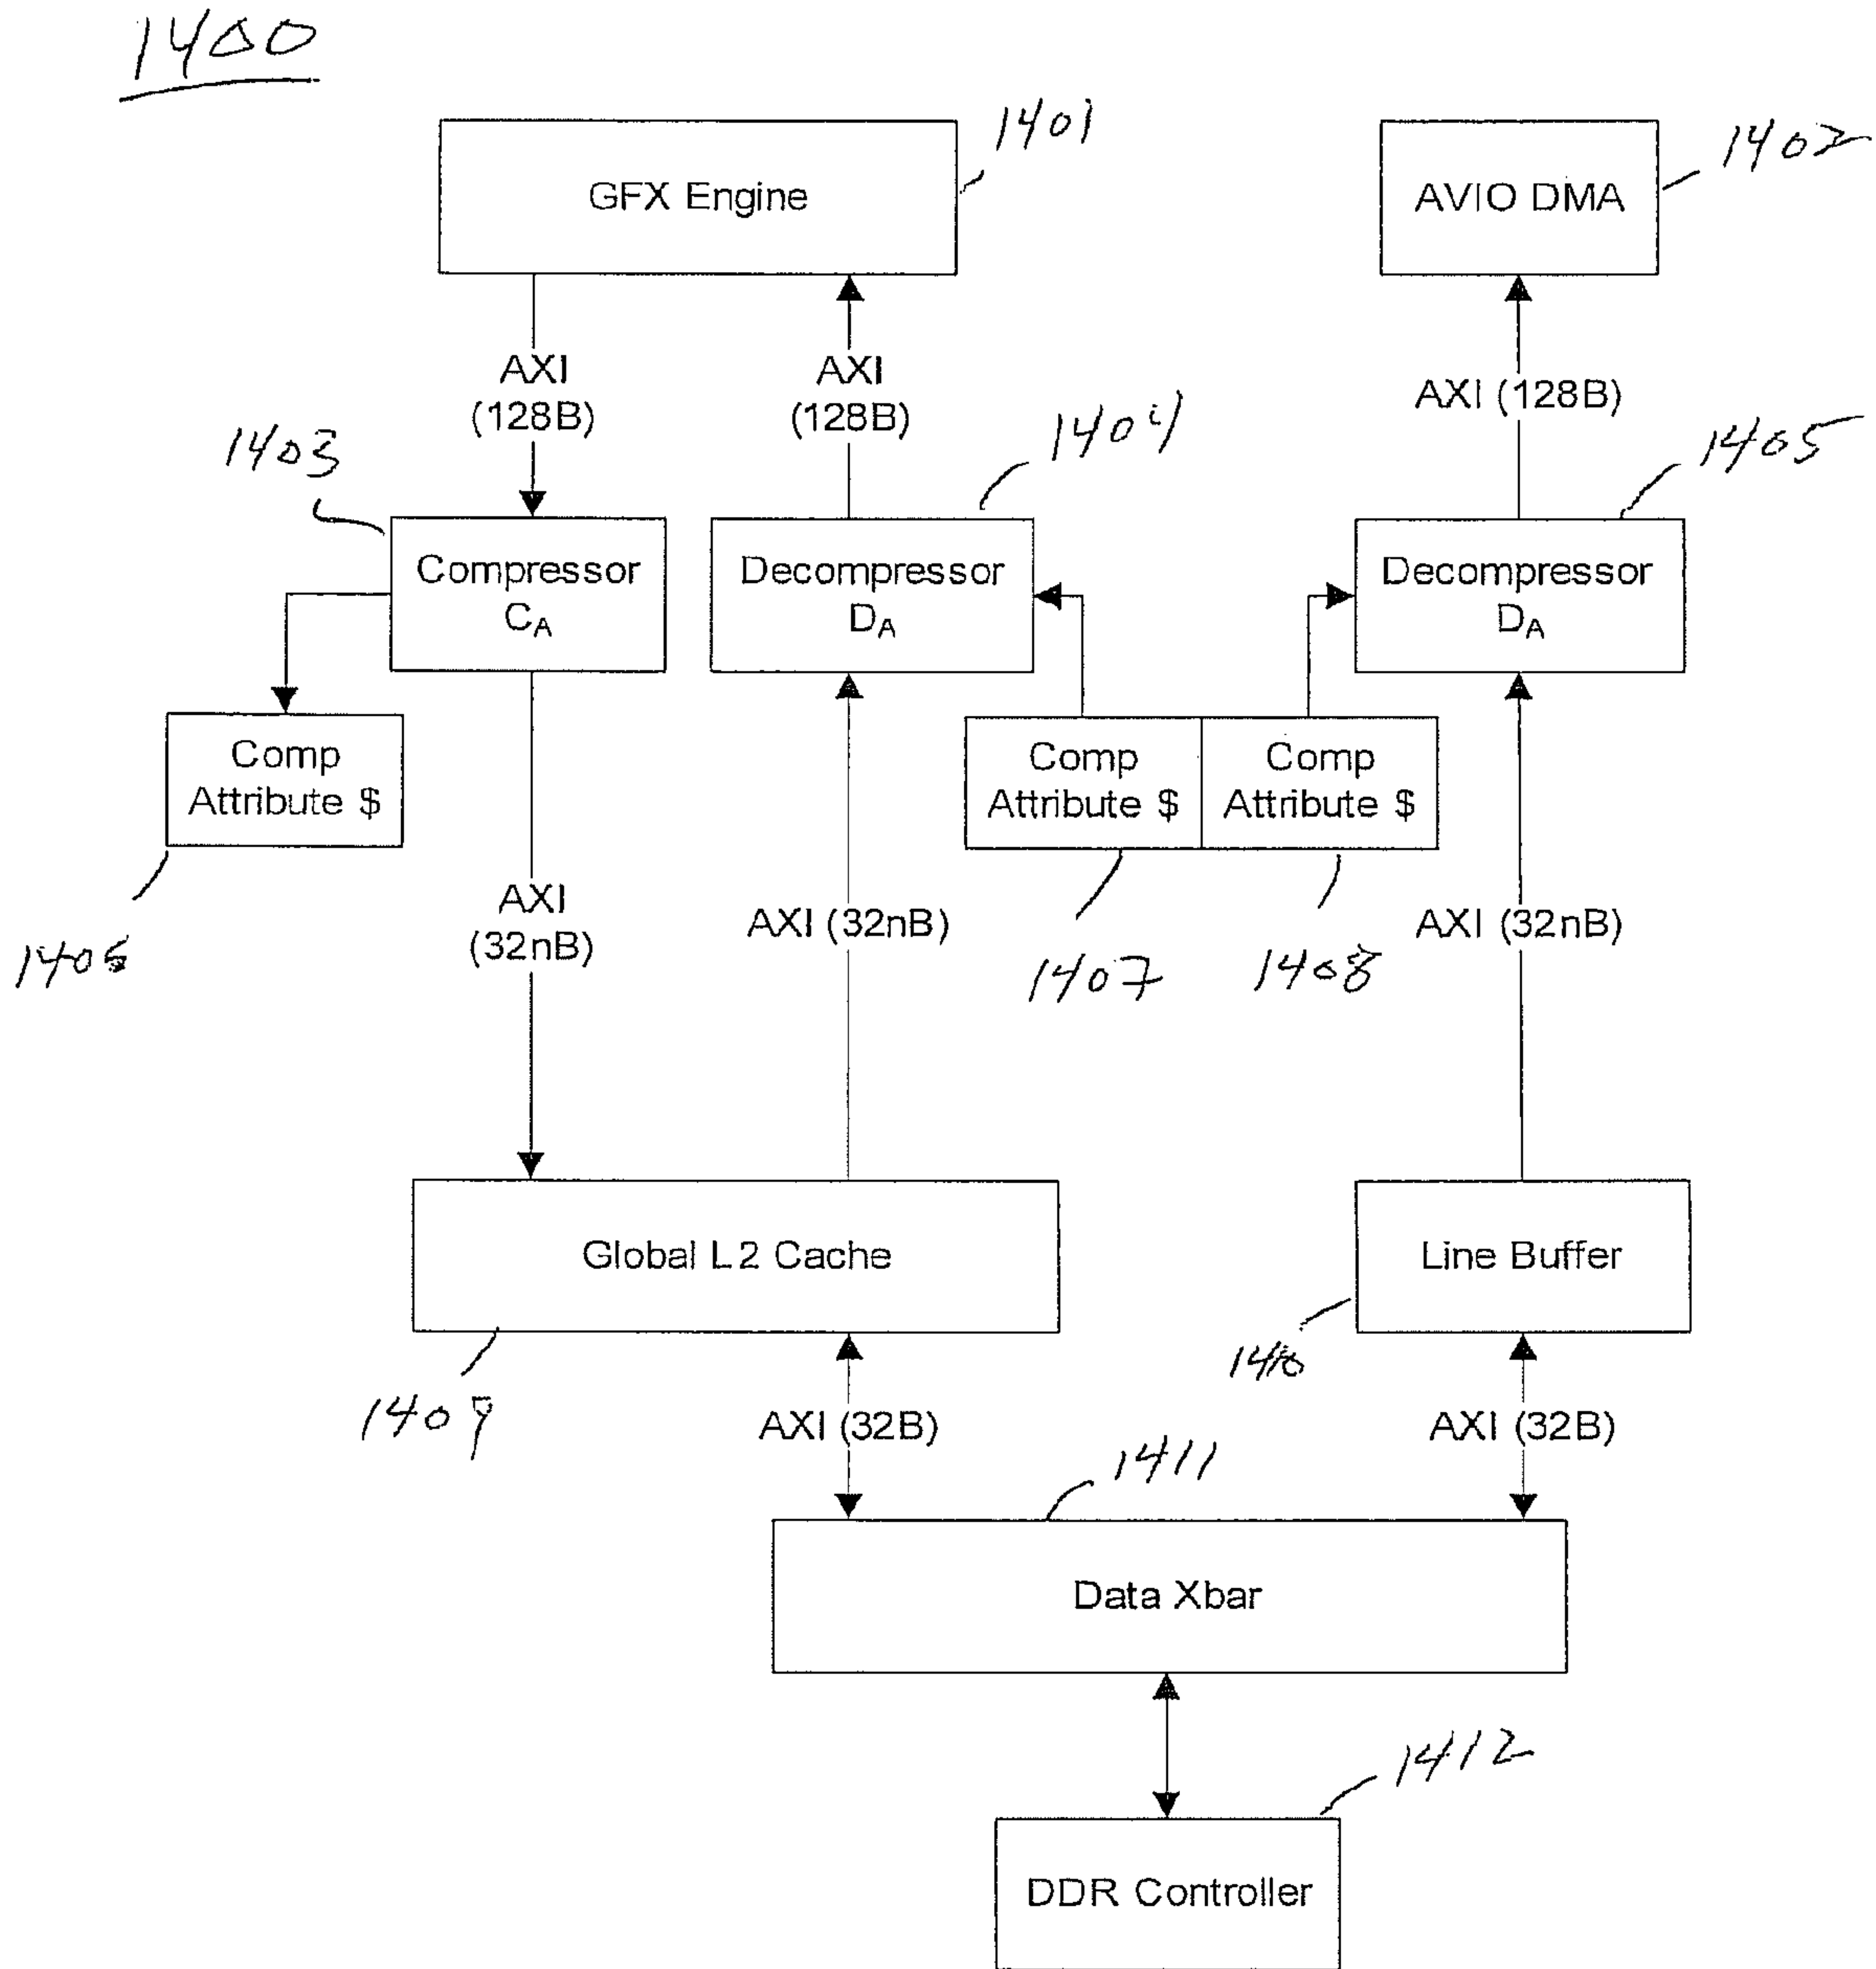 1400
GFX Engine
1401
AVIO DMA
1402
AXI
(128B)
AXI
(128B)
AXI (128B)
1403
1404
1405
Compressor
CA
Decompressor
DA
Decompressor
DA
Comp
Attribute $
Comp
Attribute $
Comp
Attribute $
1406
AXI
(32nB)
AXI (32nB)
AXI (32nB)
1407
1408
Global L2 Cache
Line Buffer
1409
1410
AXI (32B)
AXI (32B)
1411
Data Xbar
1412
DDR Controller